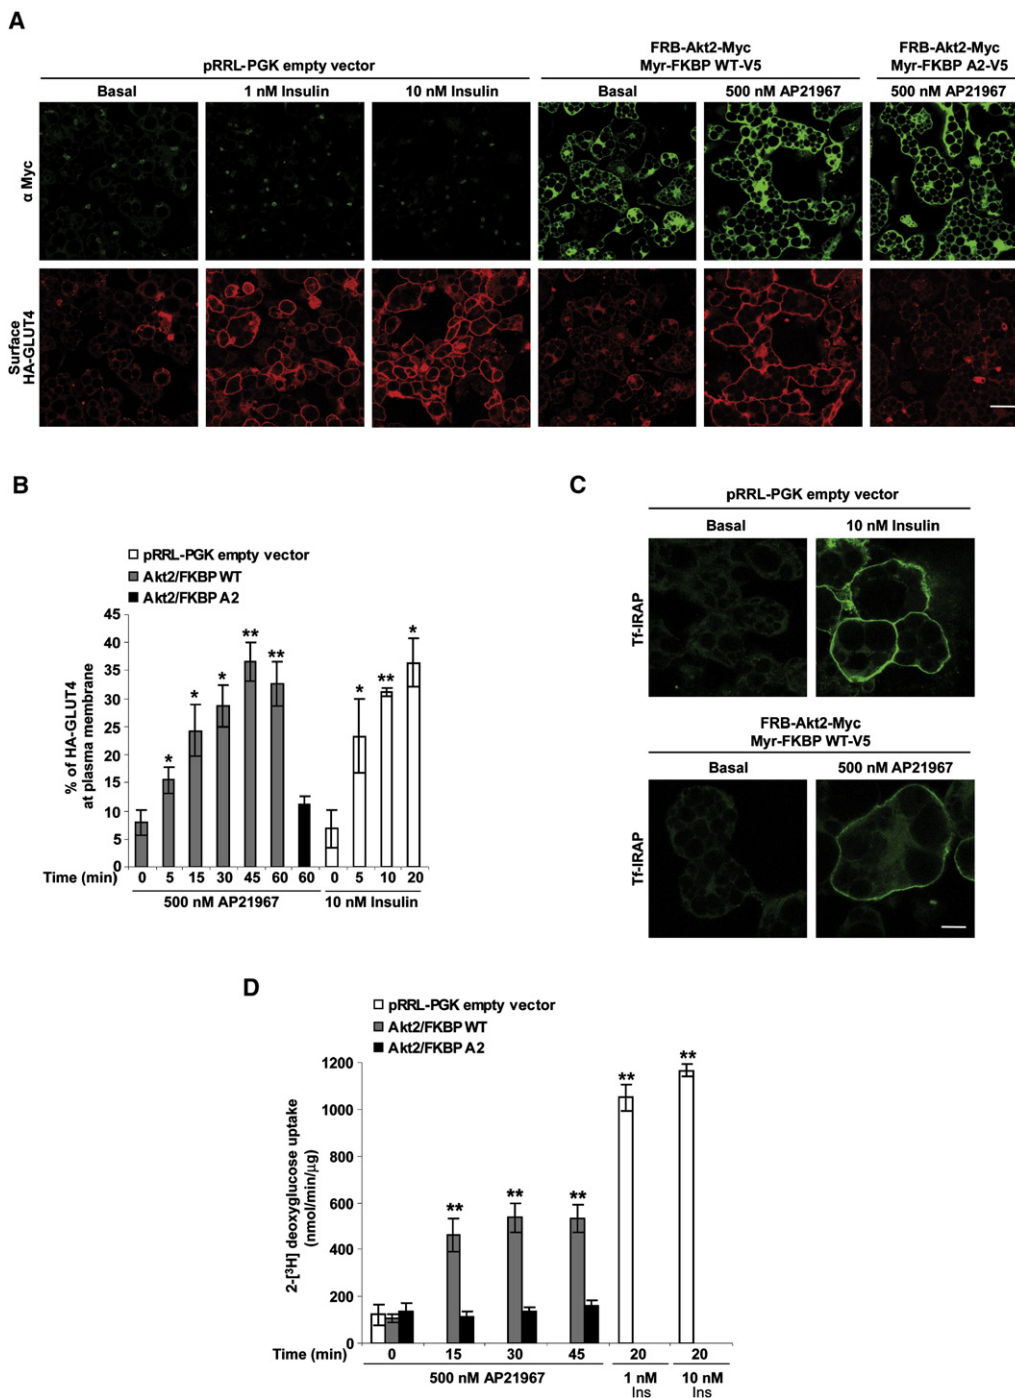 A
pRRL-PGK empty vector
FRB-Akt2-Myc
Myr-FKBP WT-V5
FRB-Akt2-Myc
Myr-FKBP A2-V5
Basal
1 nM Insulin
10 nM Insulin
Basal
500 nM AP21967
500 nM AP21967
α Myc
Surface
HA-GLUT4
B
pRRL-PGK empty vector
Akt2/FKBP WT
Akt2/FKBP A2
% of HA-GLUT4
at plasma membrane
45
40
35
30
25
20
15
10
5
0
* * * * ** ** * ** *
Time (min) 0 5 15 30 45 60 60 0 5 10 20
500 nM AP21967 10 nM Insulin
C
pRRL-PGK empty vector
Basal 10 nM Insulin
Tf-IRAP
FRB-Akt2-Myc
Myr-FKBP WT-V5
Basal 500 nM AP21967
Tf-IRAP
D
pRRL-PGK empty vector
Akt2/FKBP WT
Akt2/FKBP A2
2-[³H] deoxyglucose uptake
(nmol/min/μg)
1200
1000
800
600
400
200
0
** ** ** ** **
Time (min) 0 15 30 45 20 20
500 nM AP21967 1 nM 10 nM
Ins Ins